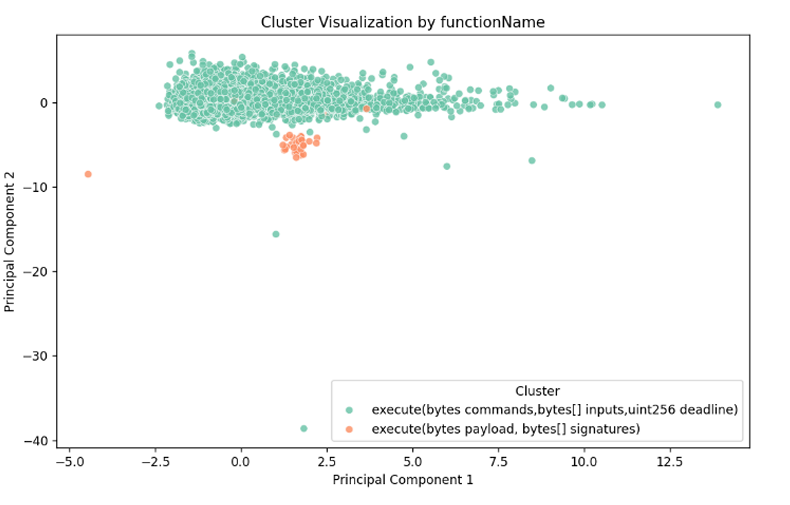 Cluster Visualization by functionName
Principal Component 2
0
−10
−20
−30
−40
Cluster
execute(bytes commands,bytes[] inputs,uint256 deadline)
execute(bytes payload, bytes[] signatures)
−5.0 −2.5 0.0 2.5 5.0 7.5 10.0 12.5
Principal Component 1